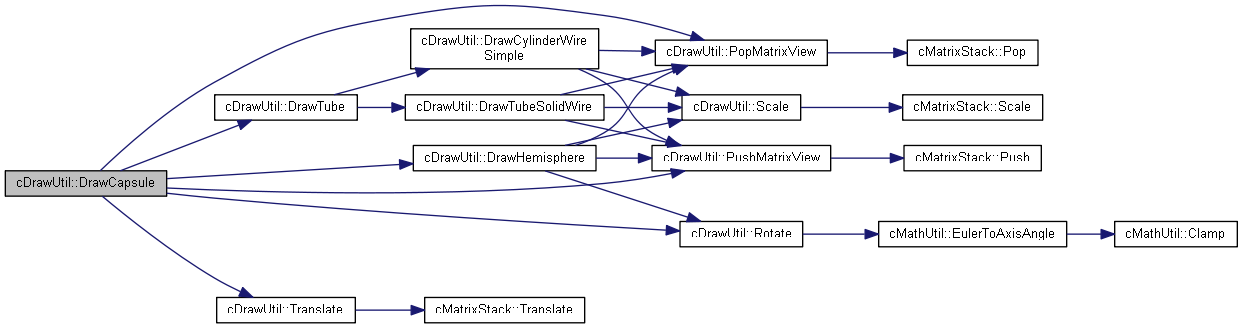 cDrawUtil::DrawCapsule
cDrawUtil::DrawTube
cDrawUtil::DrawCylinderWire
Simple
cDrawUtil::DrawTubeSolidWire
cDrawUtil::DrawHemisphere
cDrawUtil::Translate
cMatrixStack::Translate
cDrawUtil::PopMatrixView
cDrawUtil::Scale
cDrawUtil::PushMatrixView
cDrawUtil::Rotate
cMatrixStack::Pop
cMatrixStack::Scale
cMatrixStack::Push
cMathUtil::EulerToAxisAngle
cMathUtil::Clamp